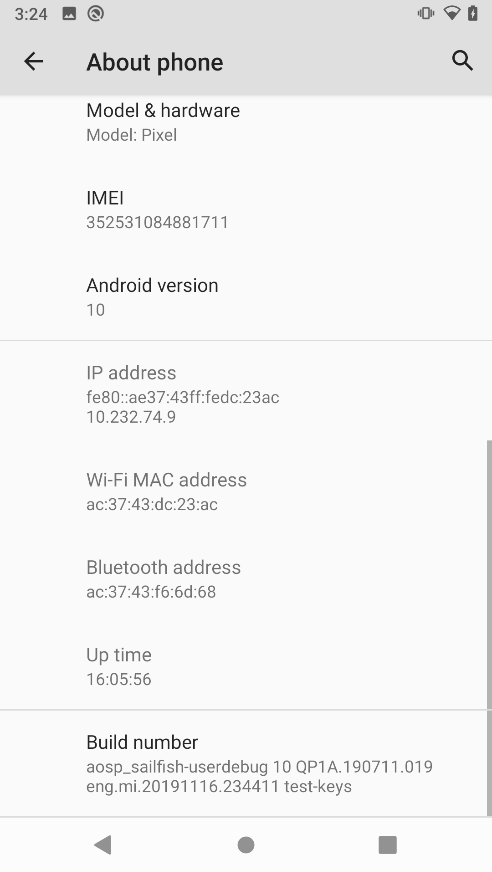 3:24
About phone
Model & hardware
Model: Pixel
IMEI
352531084881711
Android version
10
IP address
fe80::ae37:43ff:fedc:23ac
10.232.74.9
Wi-Fi MAC address
ac:37:43:dc:23:ac
Bluetooth address
ac:37:43:f6:6d:68
Up time
16:05:56
Build number
aosp_sailfish-userdebug 10 QP1A.190711.019
eng.mi.20191116.234411 test-keys